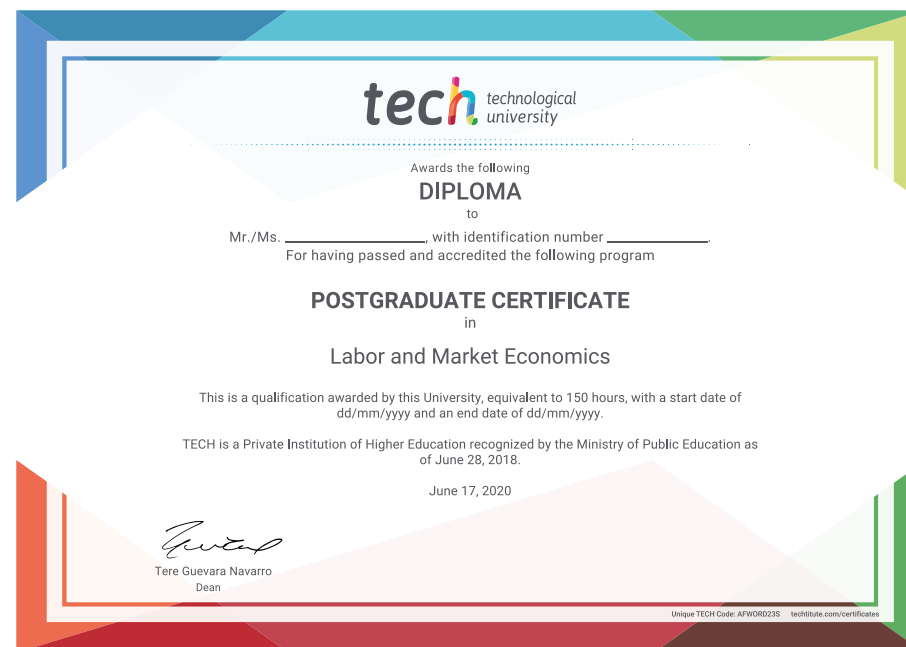 tech technological
university
Awards the following
DIPLOMA
to
Mr./Ms. ____________________, with identification number ______________.
For having passed and accredited the following program
POSTGRADUATE CERTIFICATE
in
Labor and Market Economics
This is a qualification awarded by this University, equivalent to 150 hours, with a start date of
dd/mm/yyyy and an end date of dd/mm/yyyy.
TECH is a Private Institution of Higher Education recognized by the Ministry of Public Education as
of June 28, 2018.
June 17, 2020
Tere Guevara Navarro
Dean
Unique TECH Code: AFWORD23S techtitute.com/certificates